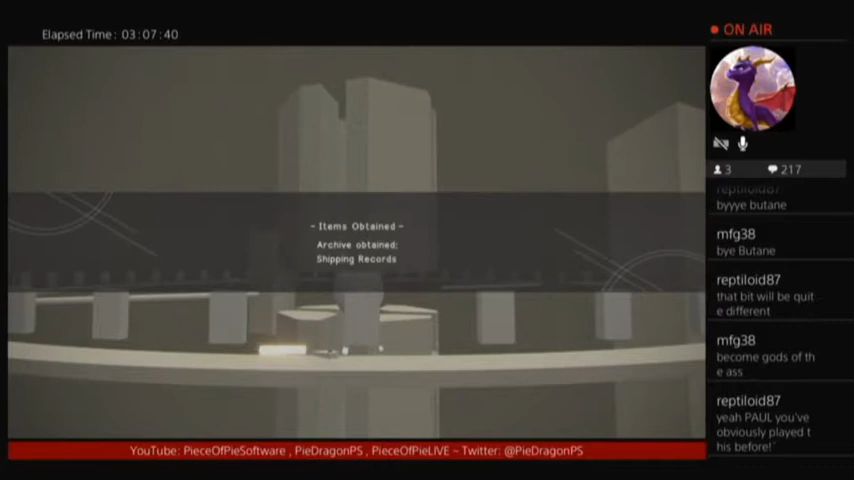 Elapsed Time : 03:07:40
ON AIR
- Items Obtained -
Archive obtained:
Shipping Records
3
217
reptiloid87
byyye butane
mfg38
bye Butane
reptiloid87
that bit will be quit
e different
mfg38
become gods of th
e ass
reptiloid87
yeah PAUL you've
obviously played t
his before!`
YouTube: PieceOfPieSoftware , PieDragonPS , PieceOfPieLIVE ~ Twitter: @PieDragonPS